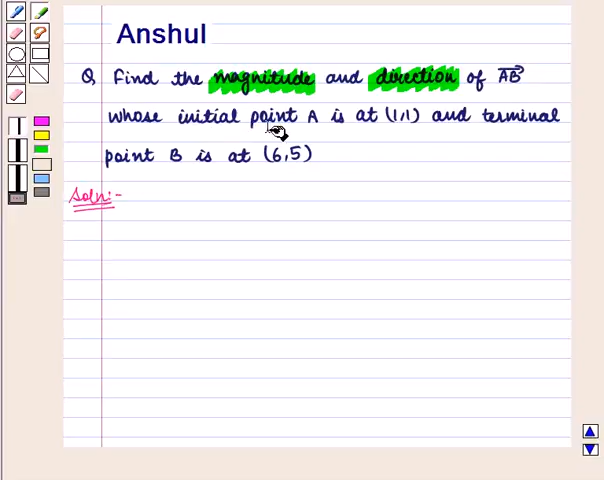 Anshul
Q Find the magnitude and direction of AB
whose initial point A is at (1,1) and terminal
point B is at (6,5)
Soln:-